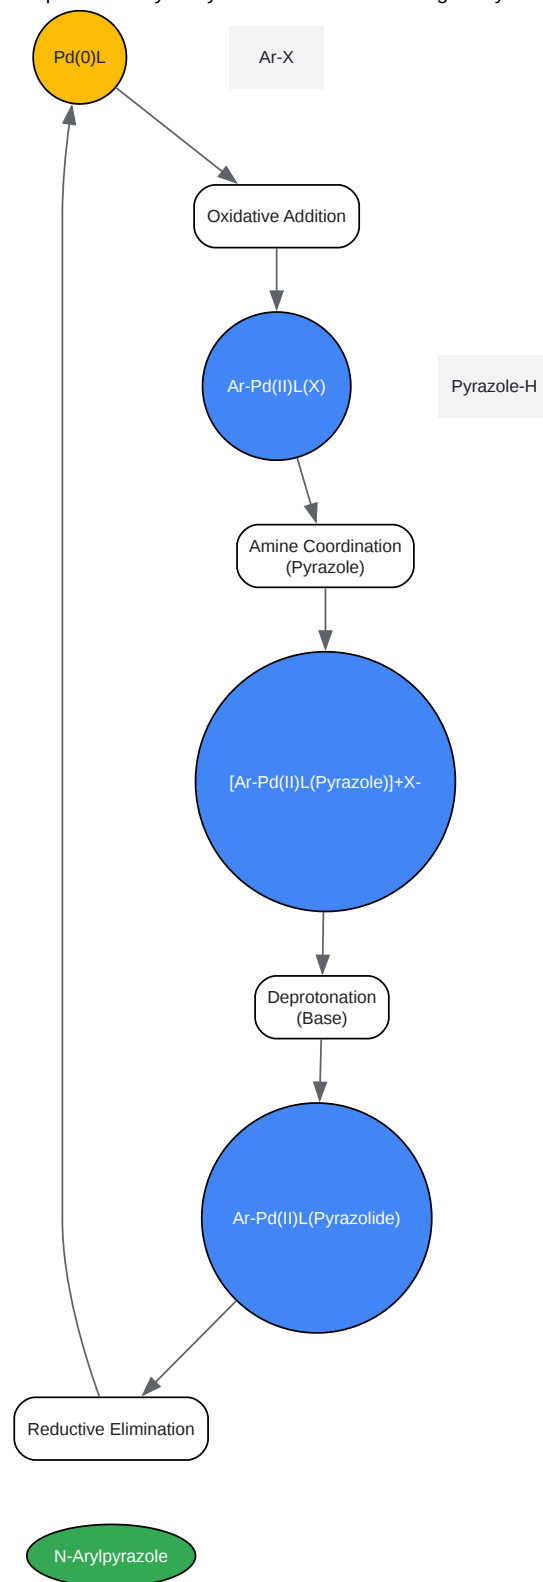 Pd(0)L
Ar-X
Oxidative Addition
Ar-Pd(II)L(X)
Pyrazole-H
Amine Coordination
(Pyrazole)
[Ar-Pd(II)L(Pyrazole)]+X-
Deprotonation
(Base)
Ar-Pd(II)L(Pyrazolide)
Reductive Elimination
N-Arylpyrazole